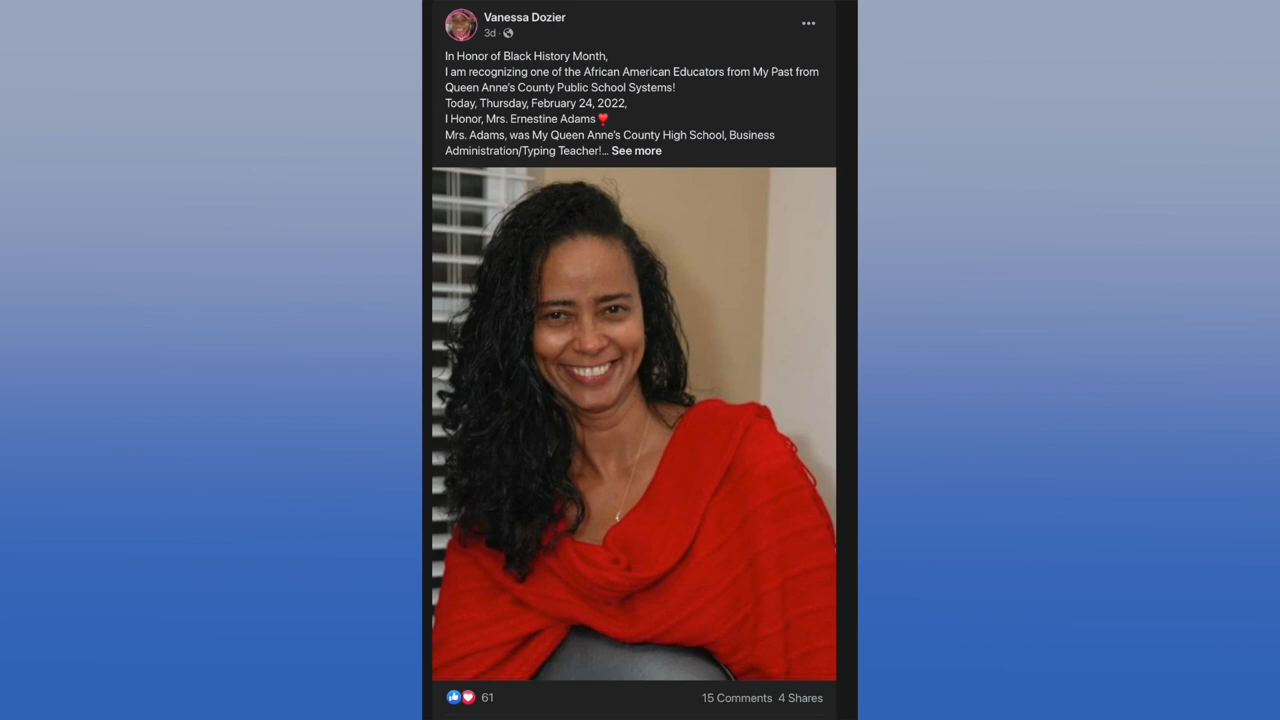 Vanessa Dozier
3d ·
In Honor of Black History Month,
I am recognizing one of the African American Educators from My Past from
Queen Anne's County Public School Systems!
Today, Thursday, February 24, 2022,
I Honor, Mrs. Ernestine Adams❣️
Mrs. Adams, was My Queen Anne's County High School, Business
Administration/Typing Teacher!... See more
61
15 Comments 4 Shares